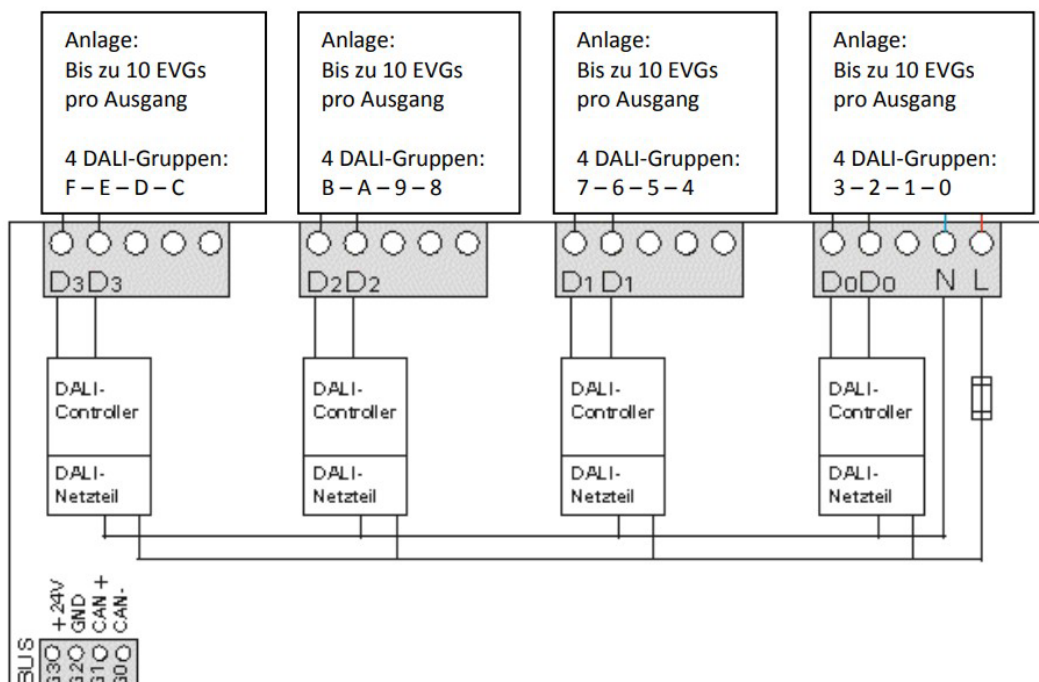 Anlage:
Bis zu 10 EVGs
pro Ausgang
4 DALI-Gruppen:
F – E – D – C
Anlage:
Bis zu 10 EVGs
pro Ausgang
4 DALI-Gruppen:
B – A – 9 – 8
Anlage:
Bis zu 10 EVGs
pro Ausgang
4 DALI-Gruppen:
7 – 6 – 5 – 4
Anlage:
Bis zu 10 EVGs
pro Ausgang
4 DALI-Gruppen:
3 – 2 – 1 – 0
D3 D3
D2 D2
D1 D1
D0 D0 N L
DALI-
Controller
DALI-
Netzteil
DALI-
Controller
DALI-
Netzteil
DALI-
Controller
DALI-
Netzteil
DALI-
Controller
DALI-
Netzteil
+24V
GND
CAN +
CAN-
BUS
G3
G2
G1
G0